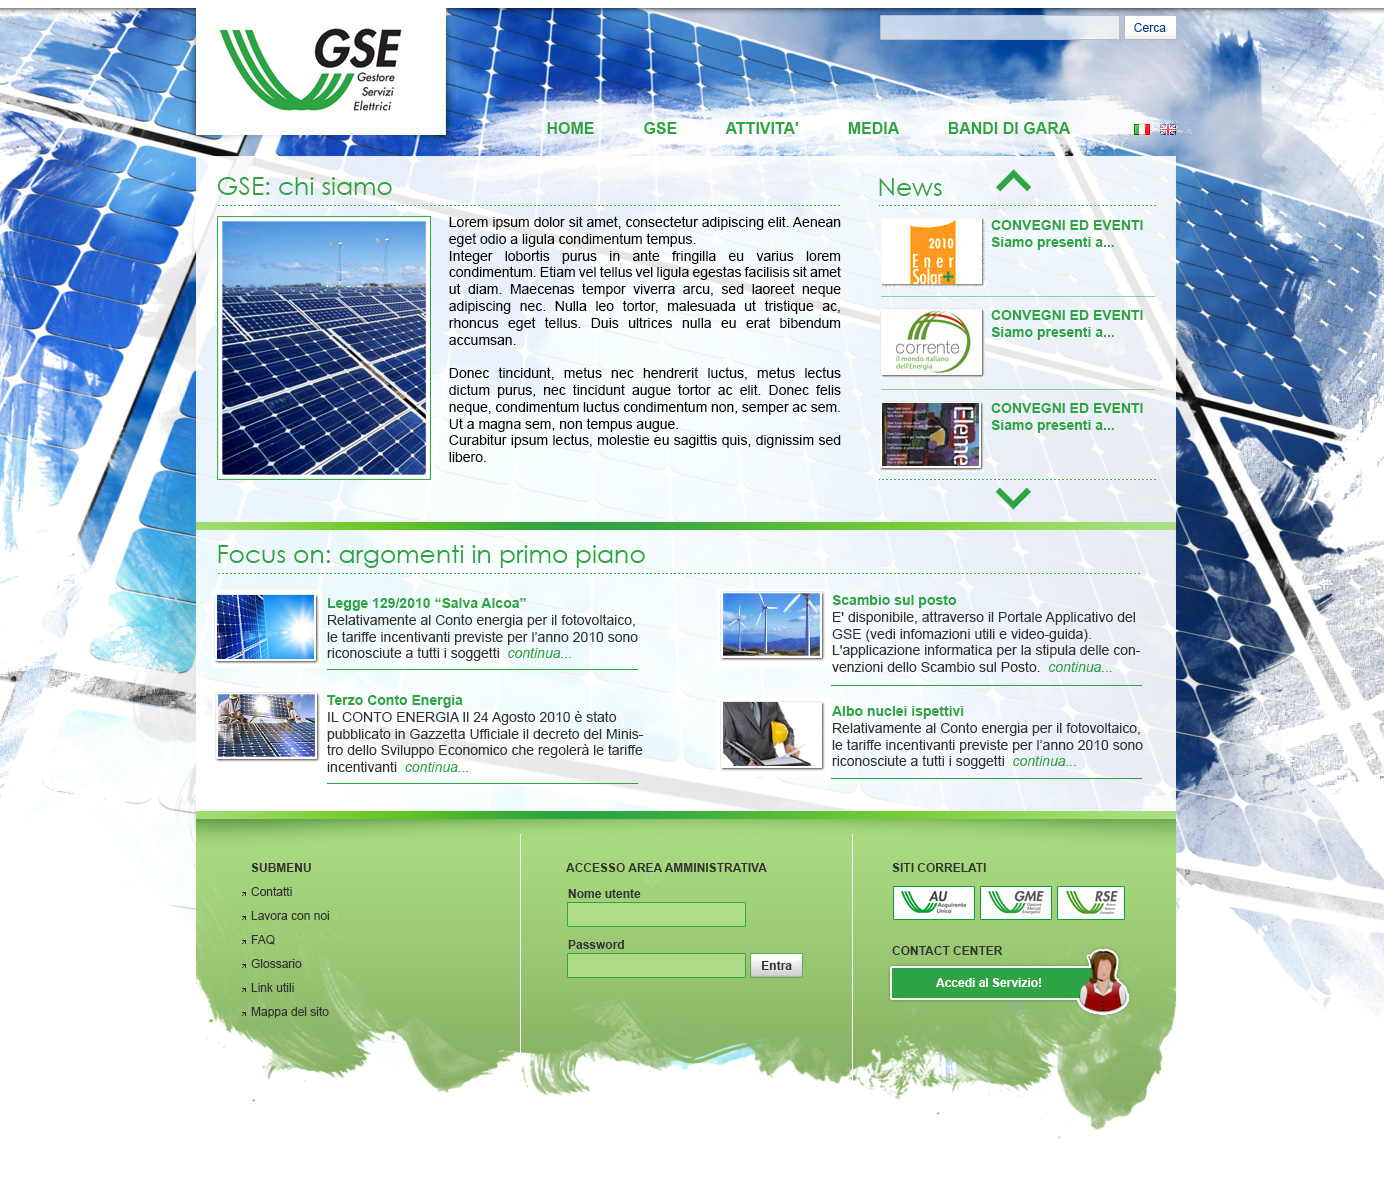 GSE
Gestore
Servizi
Elettrici
Cerca
HOME GSE ATTIVITA' MEDIA BANDI DI GARA
GSE: chi siamo
Lorem ipsum dolor sit amet, consectetur adipiscing elit. Aenean
eget odio a ligula condimentum tempus.
Integer lobortis purus in ante fringilla eu varius lorem
condimentum. Etiam vel tellus vel ligula egestas facilisis sit amet
ut diam. Maecenas tempor viverra arcu, sed laoreet neque
adipiscing nec. Nulla leo tortor, malesuada ut tristique ac,
rhoncus eget tellus. Duis ultrices nulla eu erat bibendum
accumsan.
Donec tincidunt, metus nec hendrerit luctus, metus lectus
dictum purus, nec tincidunt augue tortor ac elit. Donec felis
neque, condimentum luctus condimentum non, semper ac sem.
Ut a magna sem, non tempus augue.
Curabitur ipsum lectus, molestie eu sagittis quis, dignissim sed
libero.
News
2010
Ener
Solar+
CONVEGNI ED EVENTI
Siamo presenti a...
corrente
il mondo italiano
dell'Energia
CONVEGNI ED EVENTI
Siamo presenti a...
Eleme
CONVEGNI ED EVENTI
Siamo presenti a...
Focus on: argomenti in primo piano
Legge 129/2010 “Salva Alcoa”
Relativamente al Conto energia per il fotovoltaico,
le tariffe incentivanti previste per l’anno 2010 sono
riconosciute a tutti i soggetti continua...
Terzo Conto Energia
IL CONTO ENERGIA Il 24 Agosto 2010 è stato
pubblicato in Gazzetta Ufficiale il decreto del Minis-
tro dello Sviluppo Economico che regolerà le tariffe
incentivanti continua...
Scambio sul posto
E' disponibile, attraverso il Portale Applicativo del
GSE (vedi infomazioni utili e video-guida).
L'applicazione informatica per la stipula delle con-
venzioni dello Scambio sul Posto. continua...
Albo nuclei ispettivi
Relativamente al Conto energia per il fotovoltaico,
le tariffe incentivanti previste per l’anno 2010 sono
riconosciute a tutti i soggetti continua...
SUBMENU
Contatti
Lavora con noi
FAQ
Glossario
Link utili
Mappa del sito
ACCESSO AREA AMMINISTRATIVA
Nome utente
Password
Entra
SITI CORRELATI
AU
Acquirente
Unico
GME
Gestore
Mercati
Energetici
RSE
CONTACT CENTER
Accedi al Servizio!